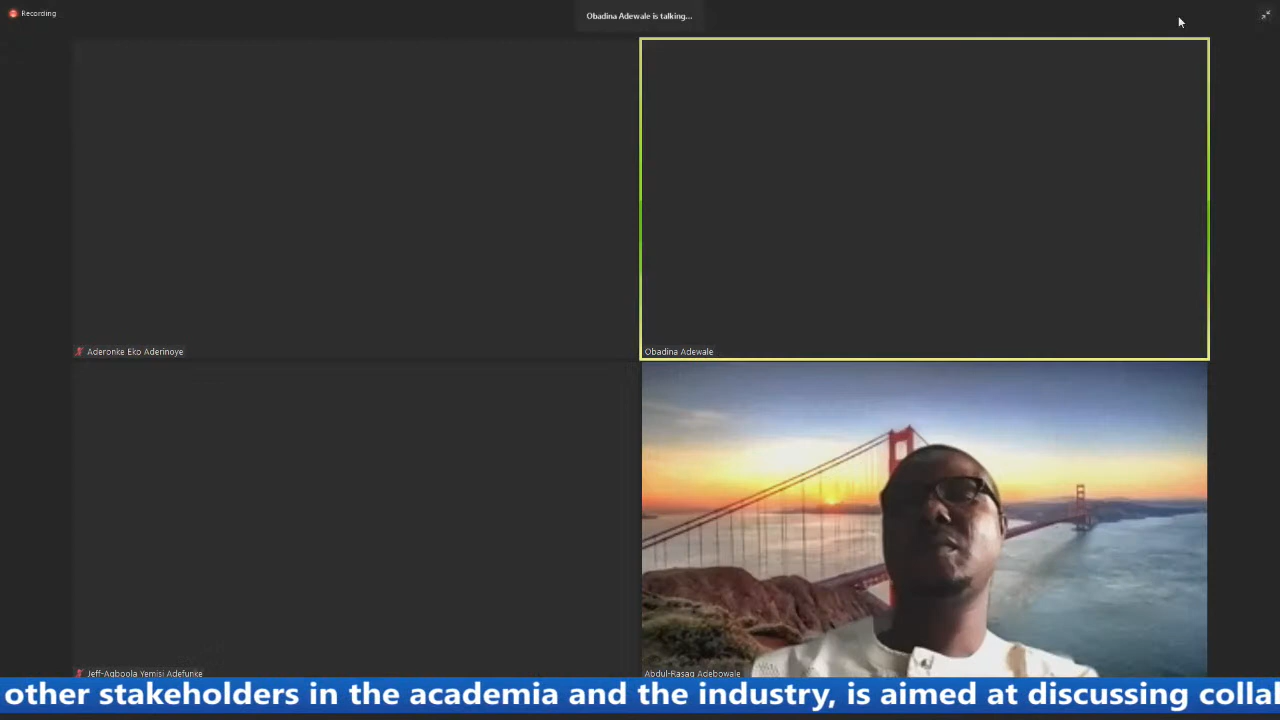 Recording
Obadina Adewale is talking...
Aderonke Eko Aderinoye
Obadina Adewale
Jeff-Agboola Yemisi Adefunke
Abdul-Rasaq Adebowale
other stakeholders in the academia and the industry, is aimed at discussing collal